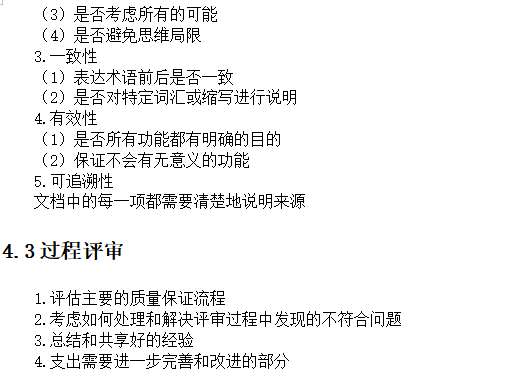 （3）是否考虑所有的可能
（4）是否避免思维局限
3.一致性
（1）表达术语前后是否一致
（2）是否对特定词汇或缩写进行说明
4.有效性
（1）是否所有功能都有明确的目的
（2）保证不会有无意义的功能
5.可追溯性
文档中的每一项都需要清楚地说明来源
4.3过程评审
1.评估主要的质量保证流程
2.考虑如何处理和解决评审过程中发现的不符合问题
3.总结和共享好的经验
4.支出需要进一步完善和改进的部分